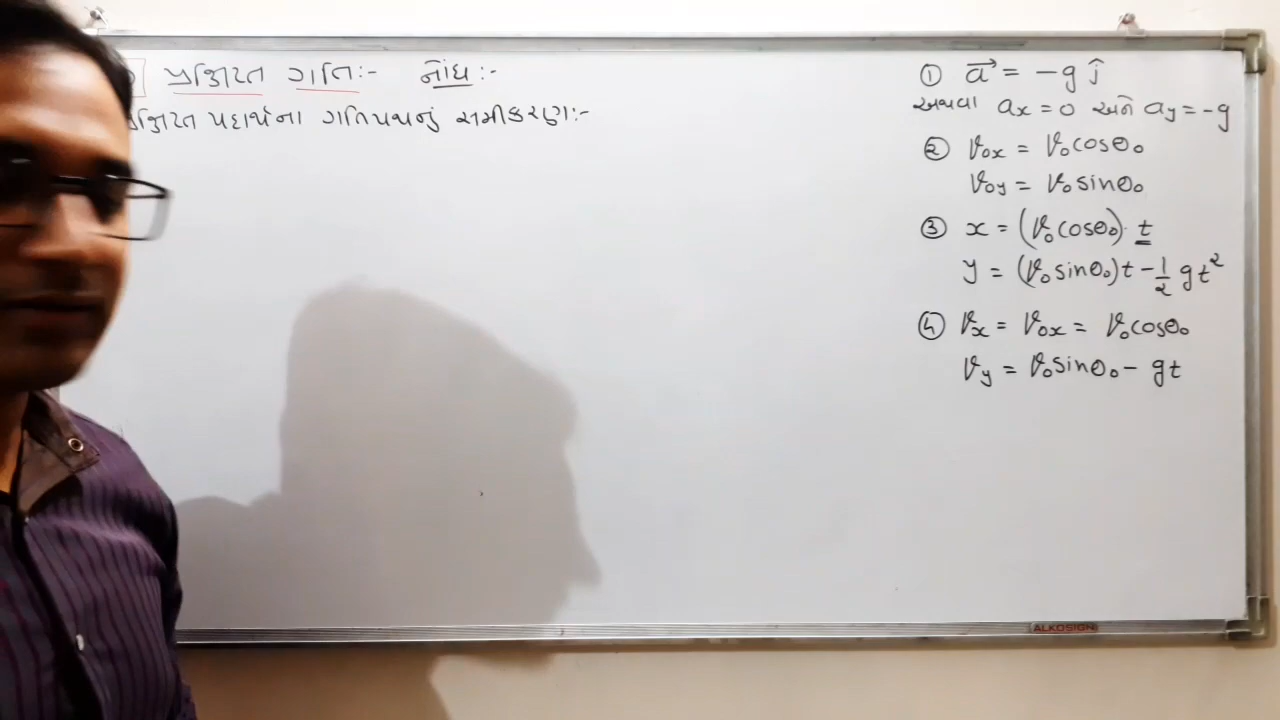 પ્રક્ષિપ્ત ગતિ:- નોંધ :-
પ્રક્ષિપ્ત પદાર્થના ગતિપથનું સમીકરણ:-
① a⃗ = -g ĵ
અથવા ax = 0 અને ay = -g
② v₀x = v₀cosθ₀
v₀y = v₀sinθ₀
③ x = (v₀cosθ₀)· t
y = (v₀sinθ₀)t - 1/2 gt²
④ vx = v₀x = v₀cosθ₀
vy = v₀sinθ₀ - gt
ALKOSIGN